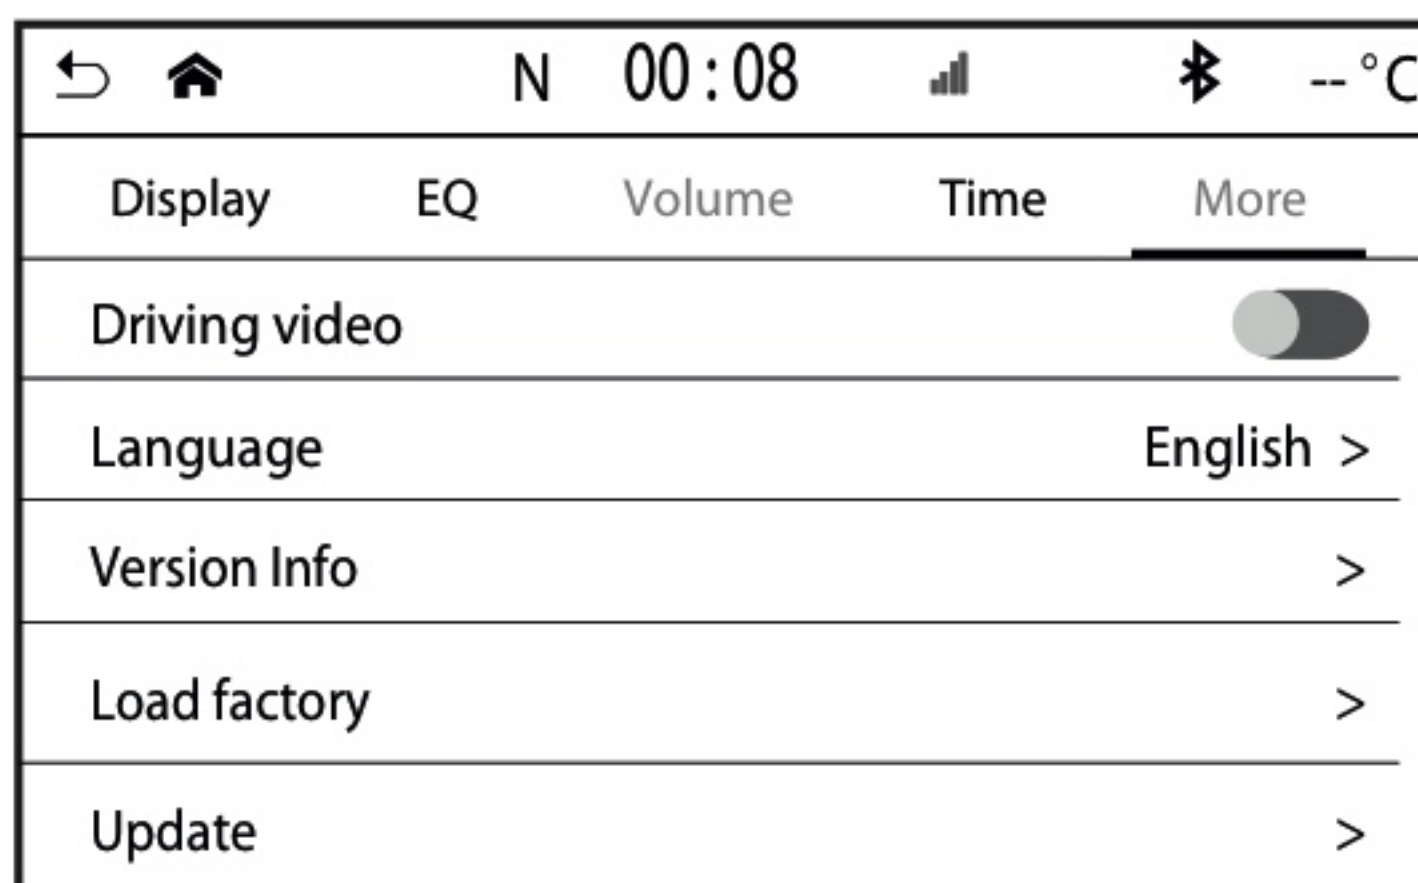 N 00:08 --°C
Display EQ Volume Time More
Driving video
Language English >
Version Info >
Load factory >
Update >